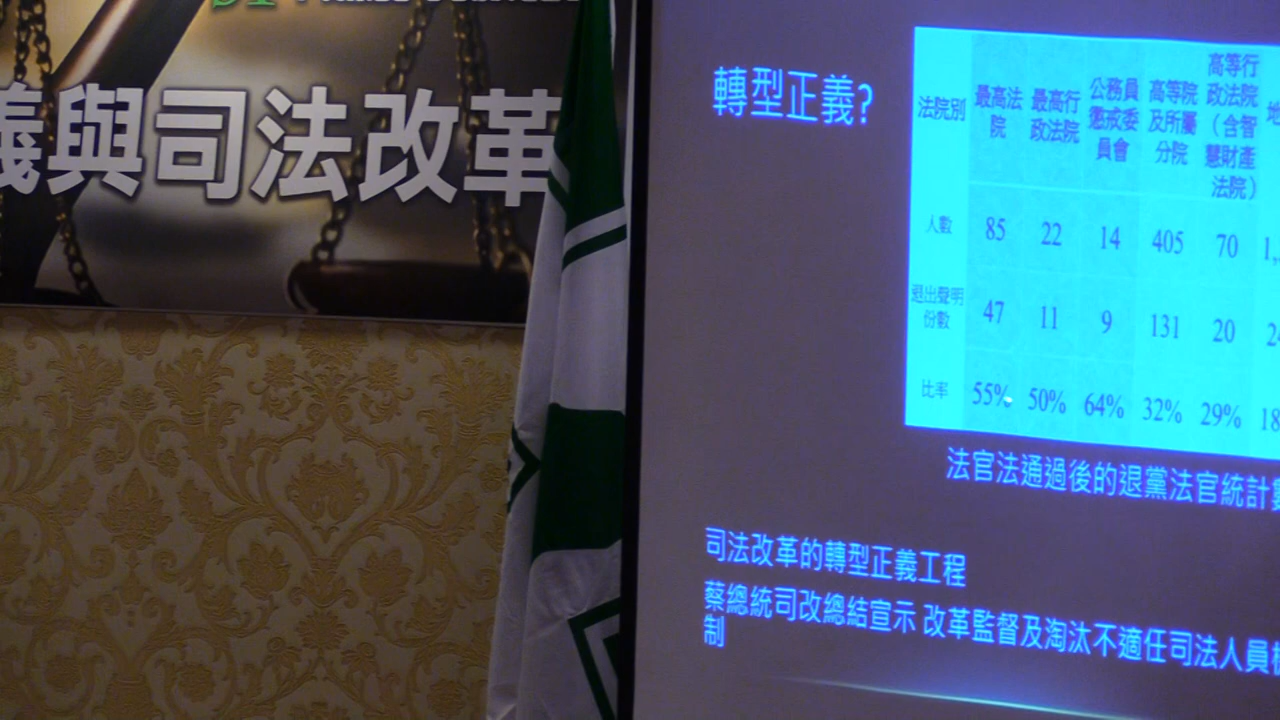 義與司法改革
轉型正義?
法院別
最高法
院
最高行
政法院
公務員
懲戒委
員會
高等院
及所屬
分院
高等行
政法院
(含智
慧財產
法院)
地
人數 85 22 14 405 70 1,
退出聲明
份數
47 11 9 131 20
比率 55% 50% 64% 32% 29% 18
法官法通過後的退黨法官統計數
司法改革的轉型正義工程
蔡總統司改總結宣示 改革監督及淘汰不適任司法人員機
制